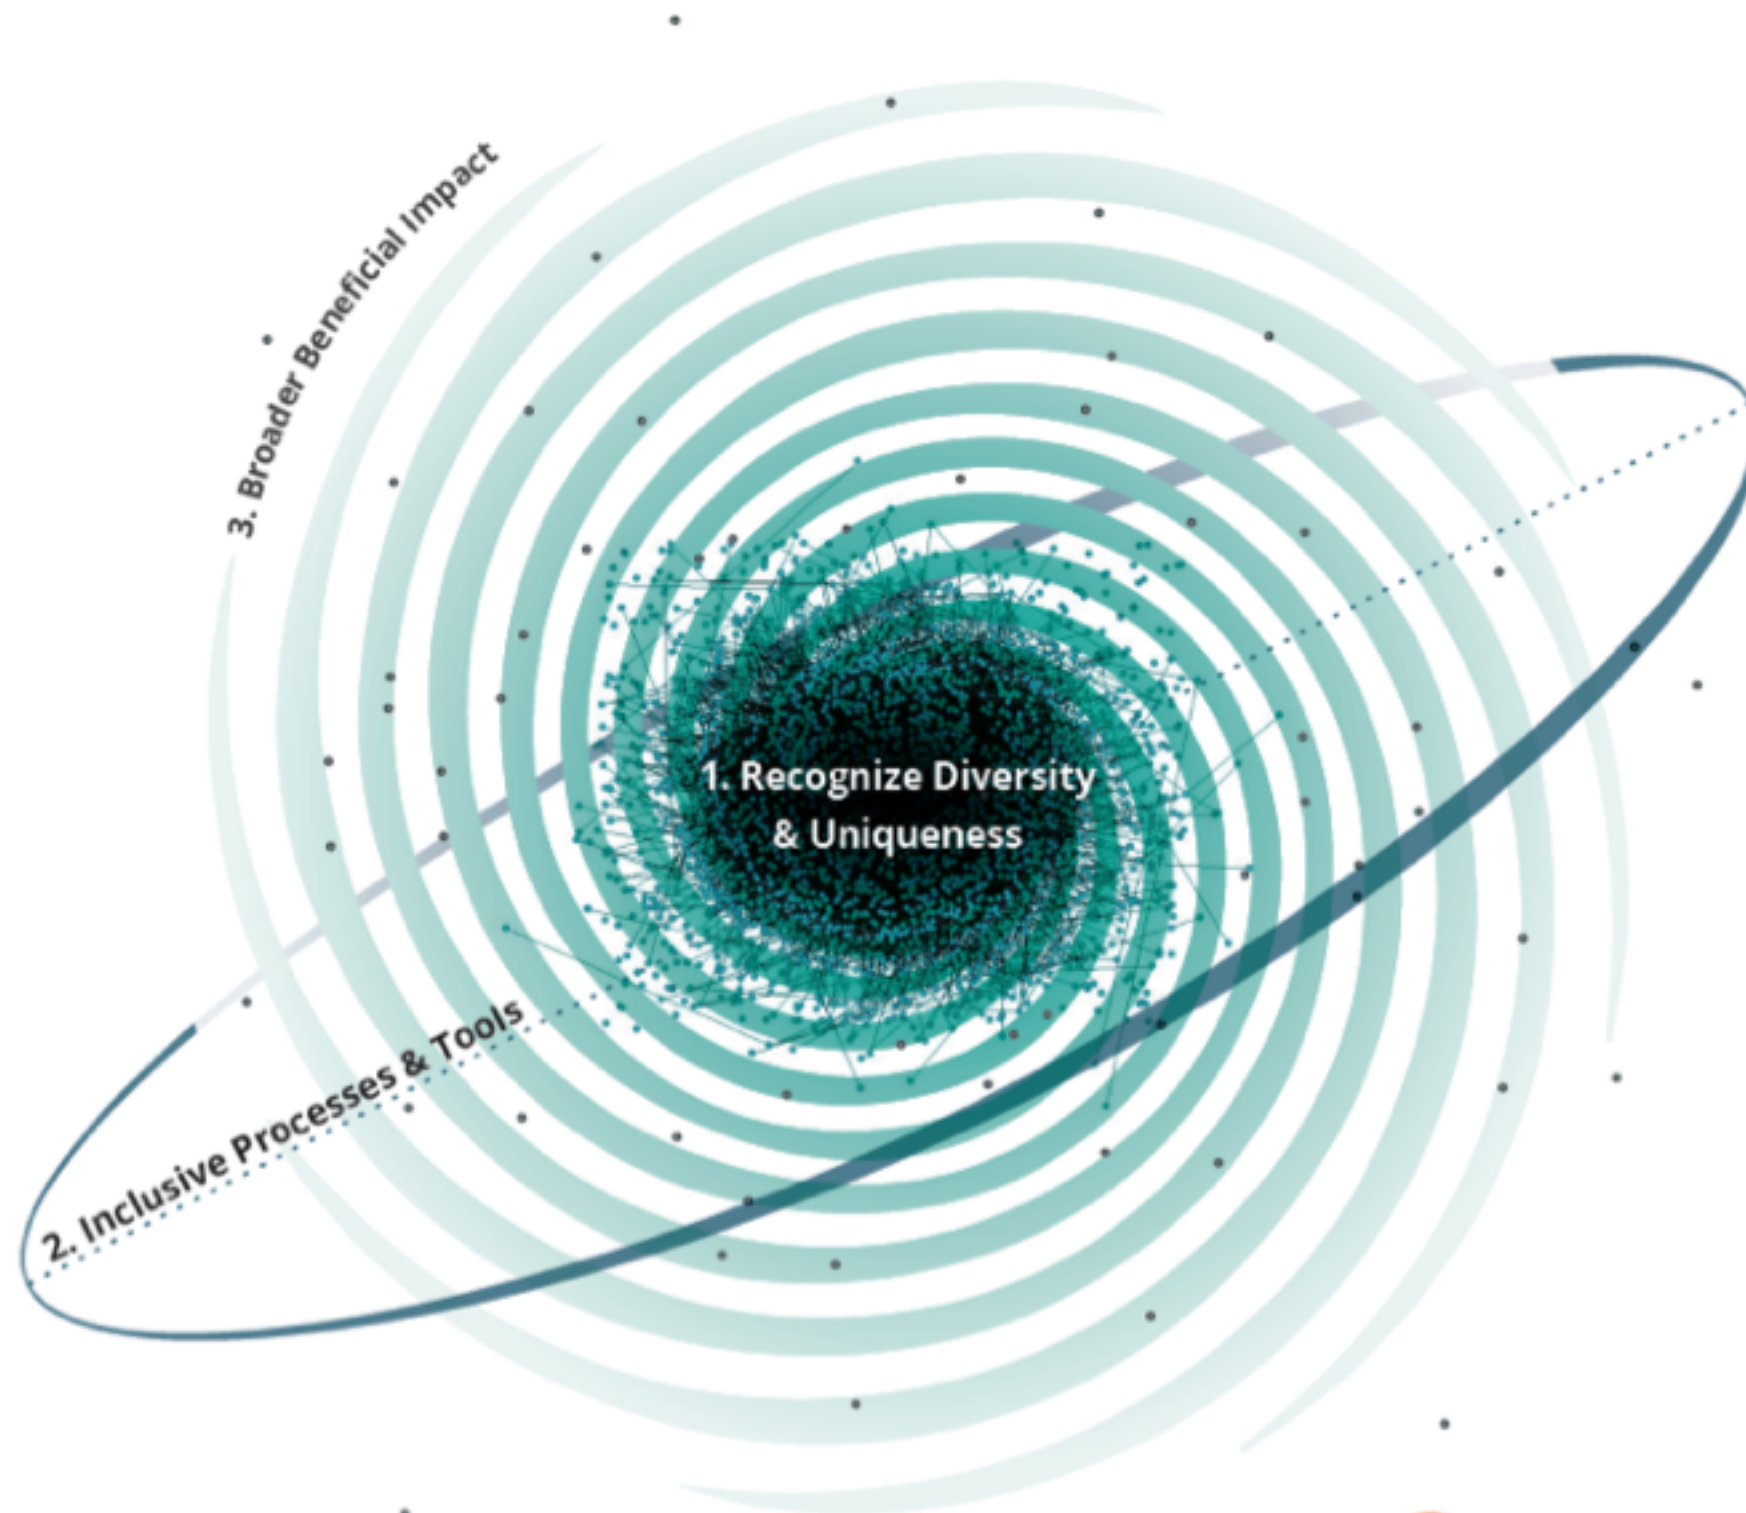 3. Broader Beneficial Impact
1. Recognize Diversity
& Uniqueness
2. Inclusive Processes & Tools